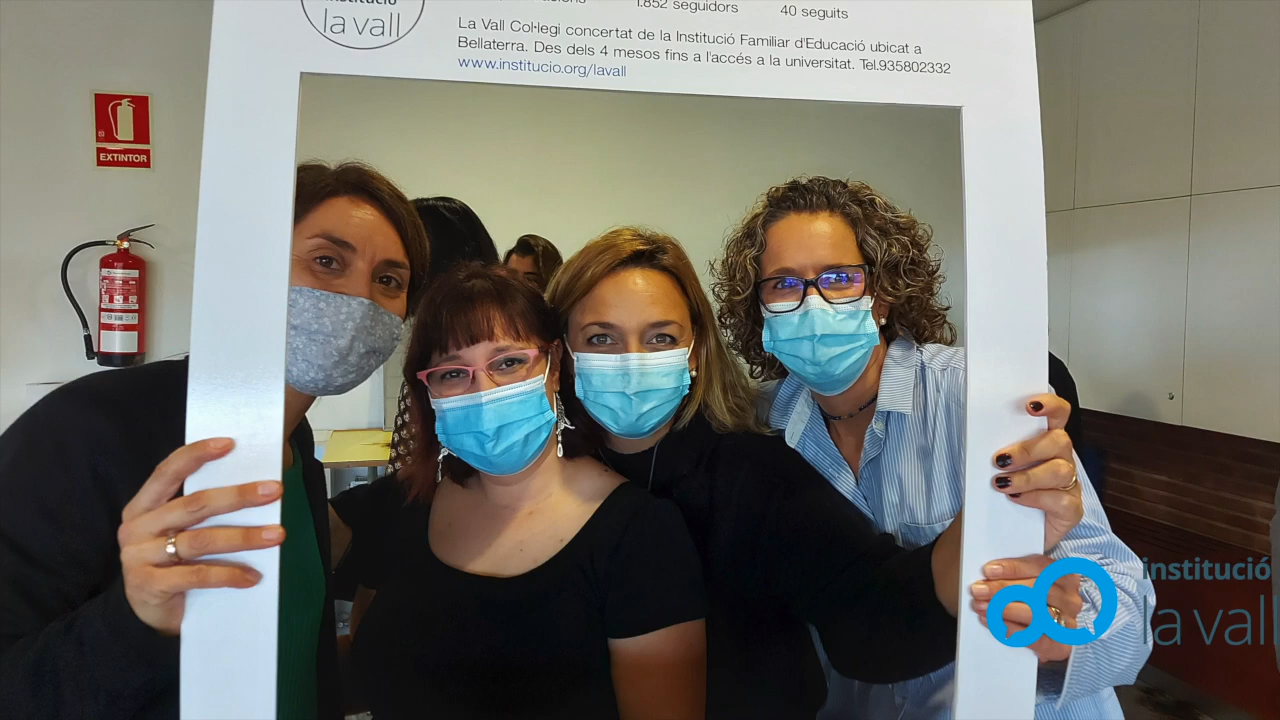 institució
la vall
1.852 seguidors
40 seguits
La Vall Col·legi concertat de la Institució Familiar d'Educació ubicat a
Bellaterra. Des dels 4 mesos fins a l'accés a la universitat. Tel.935802332
www.institucio.org/lavall
EXTINTOR
institució
la vall